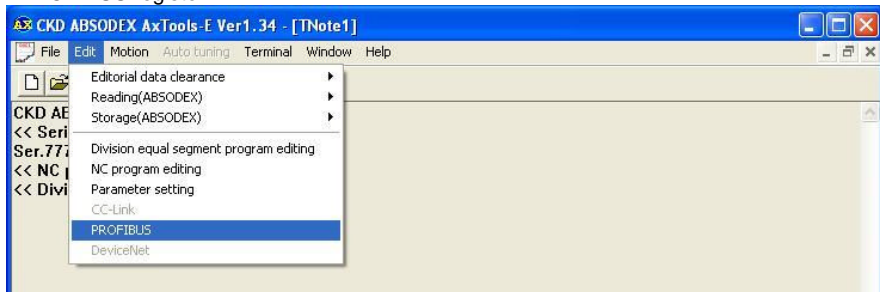 CKD ABSODEX AxTools-E Ver1.34 - [TNote1]
File Edit Motion Auto tuning Terminal Window Help
Editorial data clearance
Reading(ABSODEX)
Storage(ABSODEX)
CKD AE
<< Seri
Ser.777
<< NC
<< Divi
Division equal segment program editing
NC program editing
Parameter setting
CC-Link
PROFIBUS
DeviceNet